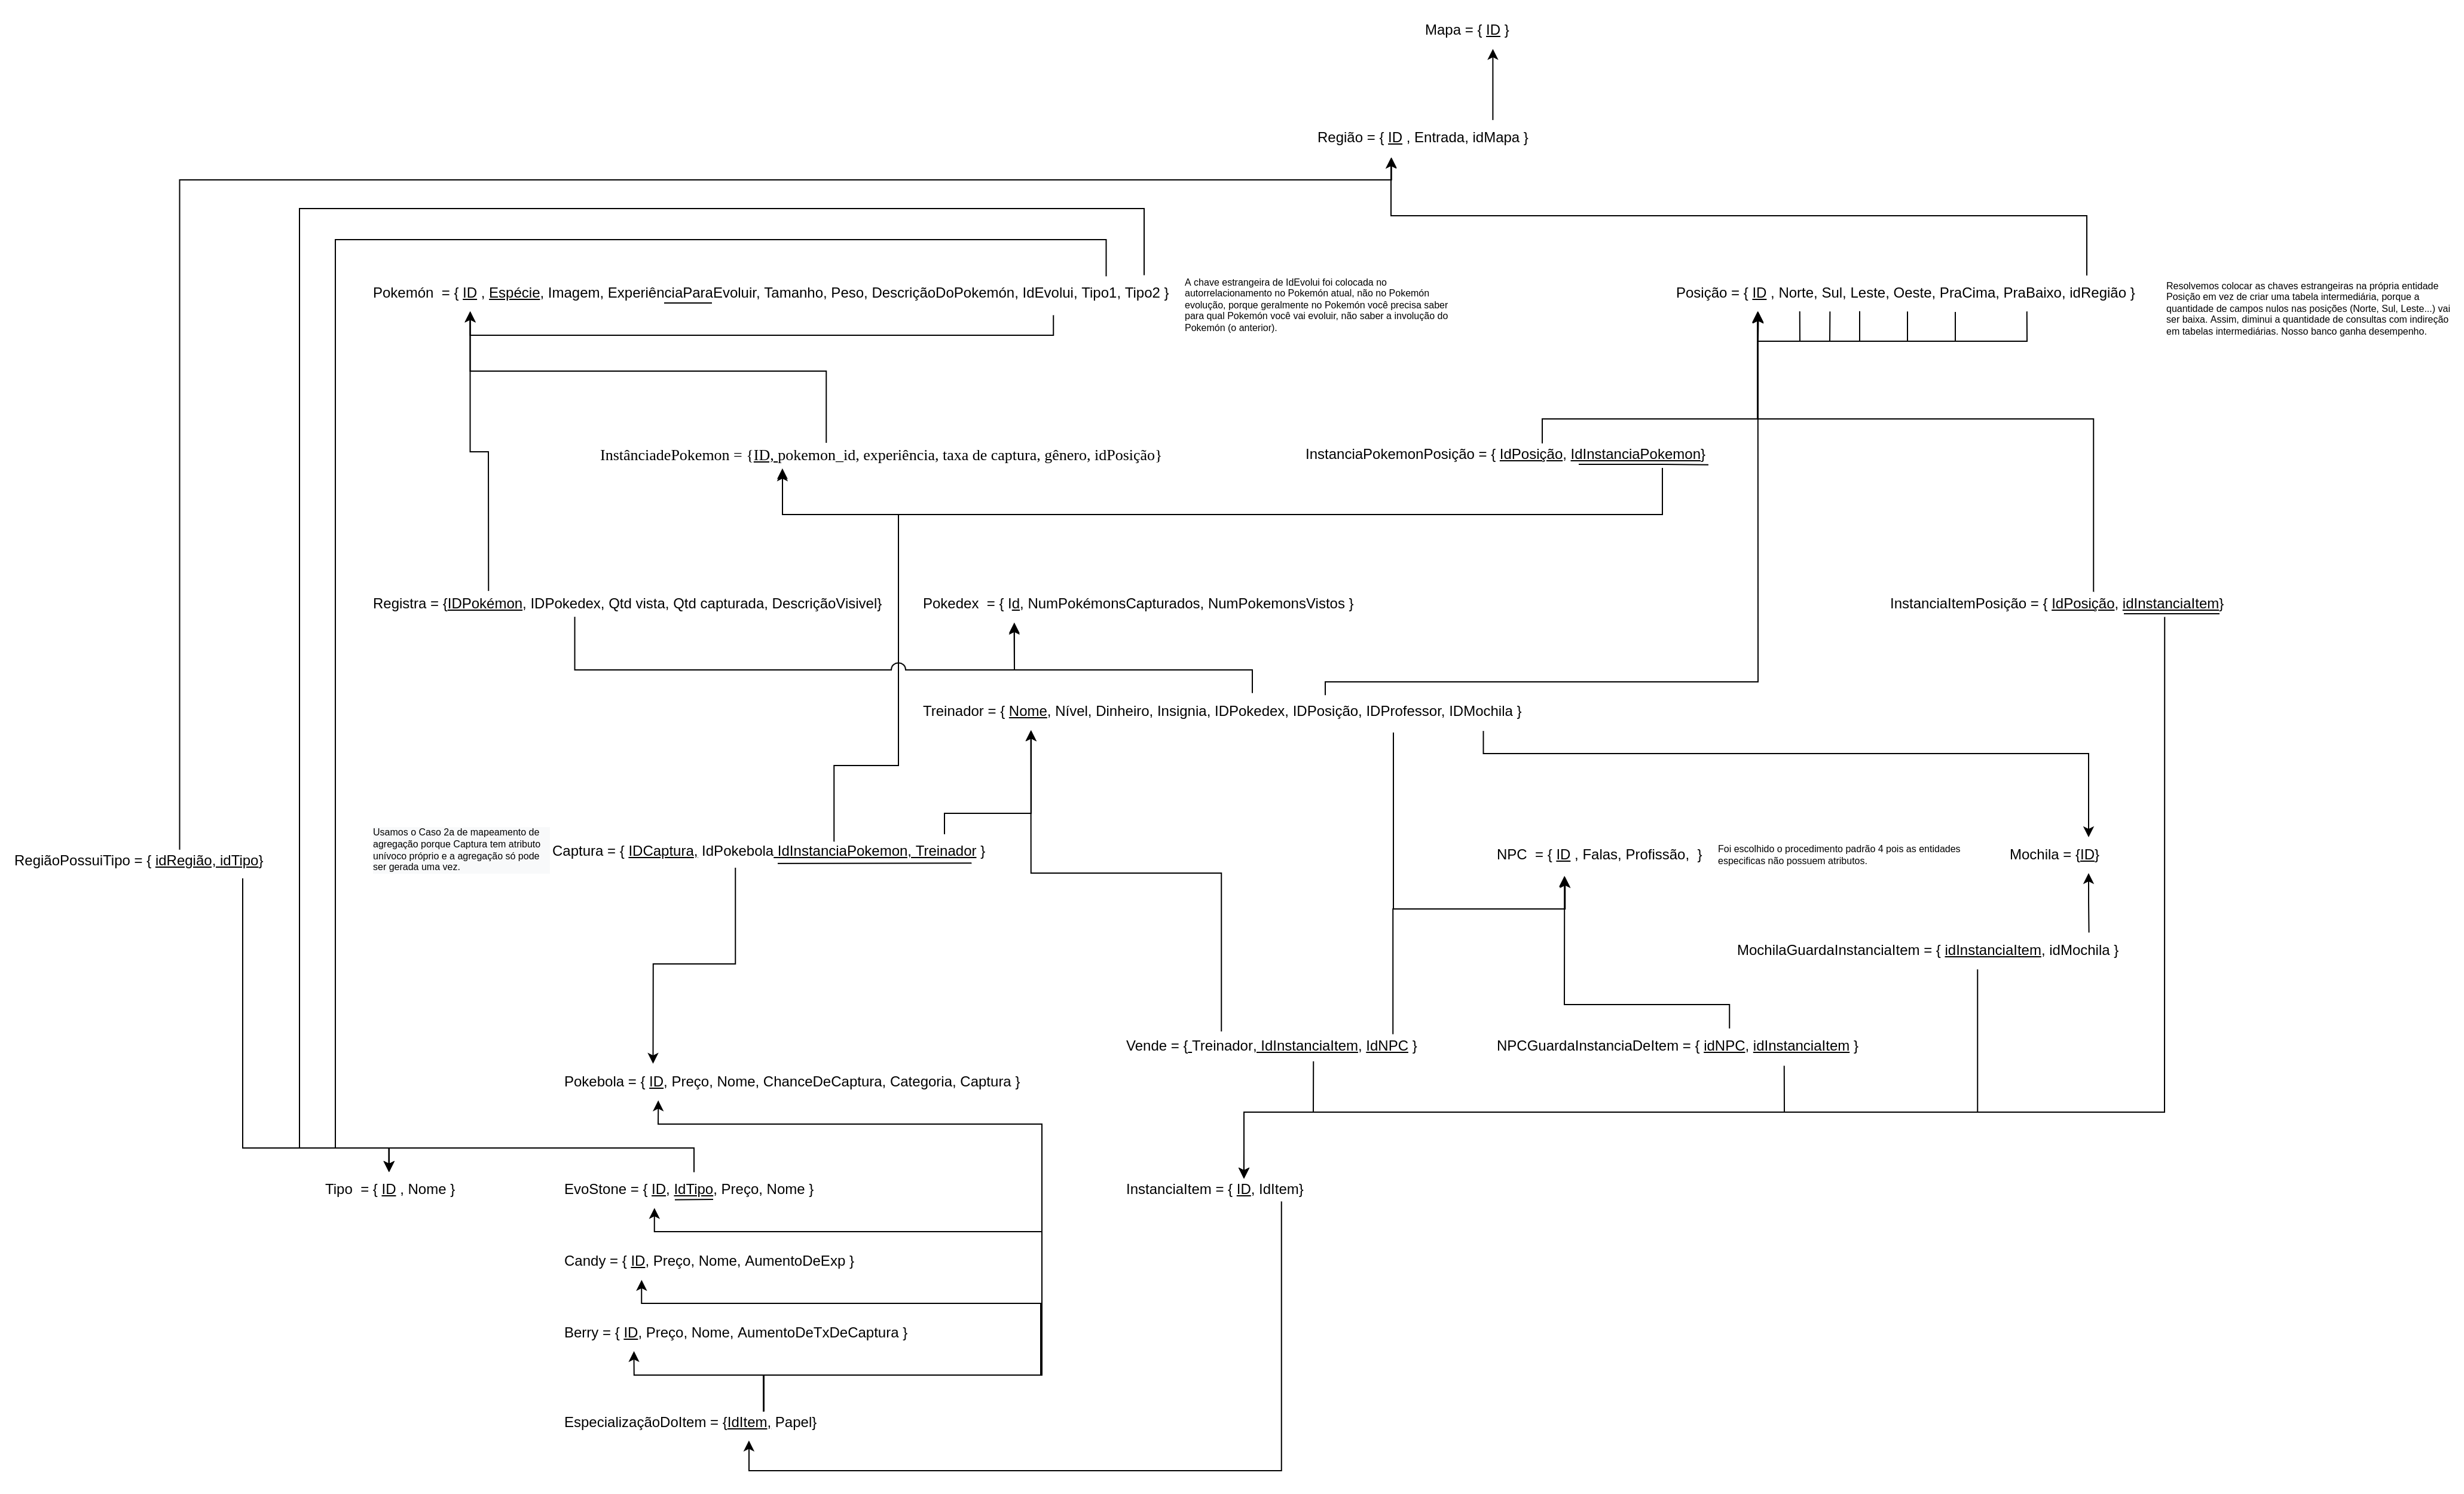 Mapa = { ID }
Região = { ID , Entrada, idMapa }
Pokemón  = { ID , Espécie, Imagem, ExperiênciaParaEvoluir, Tamanho, Peso, DescriçãoDoPokemón, IdEvolui, Tipo1, Tipo2 }
A chave estrangeira de IdEvolui foi colocada no
autorrelacionamento no Pokemón atual, não no Pokemón
evolução, porque geralmente no Pokemón você precisa saber
para qual Pokemón você vai evoluir, não saber a involução do
Pokemón (o anterior).
Posição = { ID , Norte, Sul, Leste, Oeste, PraCima, PraBaixo, idRegião }
Resolvemos colocar as chaves estrangeiras na própria entidade
Posição em vez de criar uma tabela intermediária, porque a
quantidade de campos nulos nas posições (Norte, Sul, Leste...) vai
ser baixa. Assim, diminui a quantidade de consultas com indireção
em tabelas intermediárias. Nosso banco ganha desempenho.
InstânciadePokemon = {ID, pokemon_id, experiência, taxa de captura, gênero, idPosição}
InstanciaPokemonPosição = { IdPosição, IdInstanciaPokemon}
Registra = {IDPokémon, IDPokedex, Qtd vista, Qtd capturada, DescriçãoVisivel}
Pokedex  = { Id, NumPokémonsCapturados, NumPokemonsVistos }
InstanciaItemPosição = { IdPosição, idInstanciaItem}
Treinador = { Nome, Nível, Dinheiro, Insignia, IDPokedex, IDPosição, IDProfessor, IDMochila }
RegiãoPossuiTipo = { idRegião, idTipo}
Usamos o Caso 2a de mapeamento de
agregação porque Captura tem atributo
unívoco próprio e a agregação só pode
ser gerada uma vez.
Captura = { IDCaptura, IdPokebola IdInstanciaPokemon, Treinador }
NPC  = { ID , Falas, Profissão,  }
Foi escolhido o procedimento padrão 4 pois as entidades
especificas não possuem atributos.
Mochila = {ID}
MochilaGuardaInstanciaItem = { idInstanciaItem, idMochila }
Vende = { Treinador, IdInstanciaItem, IdNPC }
NPCGuardaInstanciaDeItem = { idNPC, idInstanciaItem }
Pokebola = { ID, Preço, Nome, ChanceDeCaptura, Categoria, Captura }
Tipo  = { ID , Nome }
EvoStone = { ID, IdTipo, Preço, Nome }
InstanciaItem = { ID, IdItem}
Candy = { ID, Preço, Nome, AumentoDeExp }
Berry = { ID, Preço, Nome, AumentoDeTxDeCaptura }
EspecializaçãoDoItem = {IdItem, Papel}